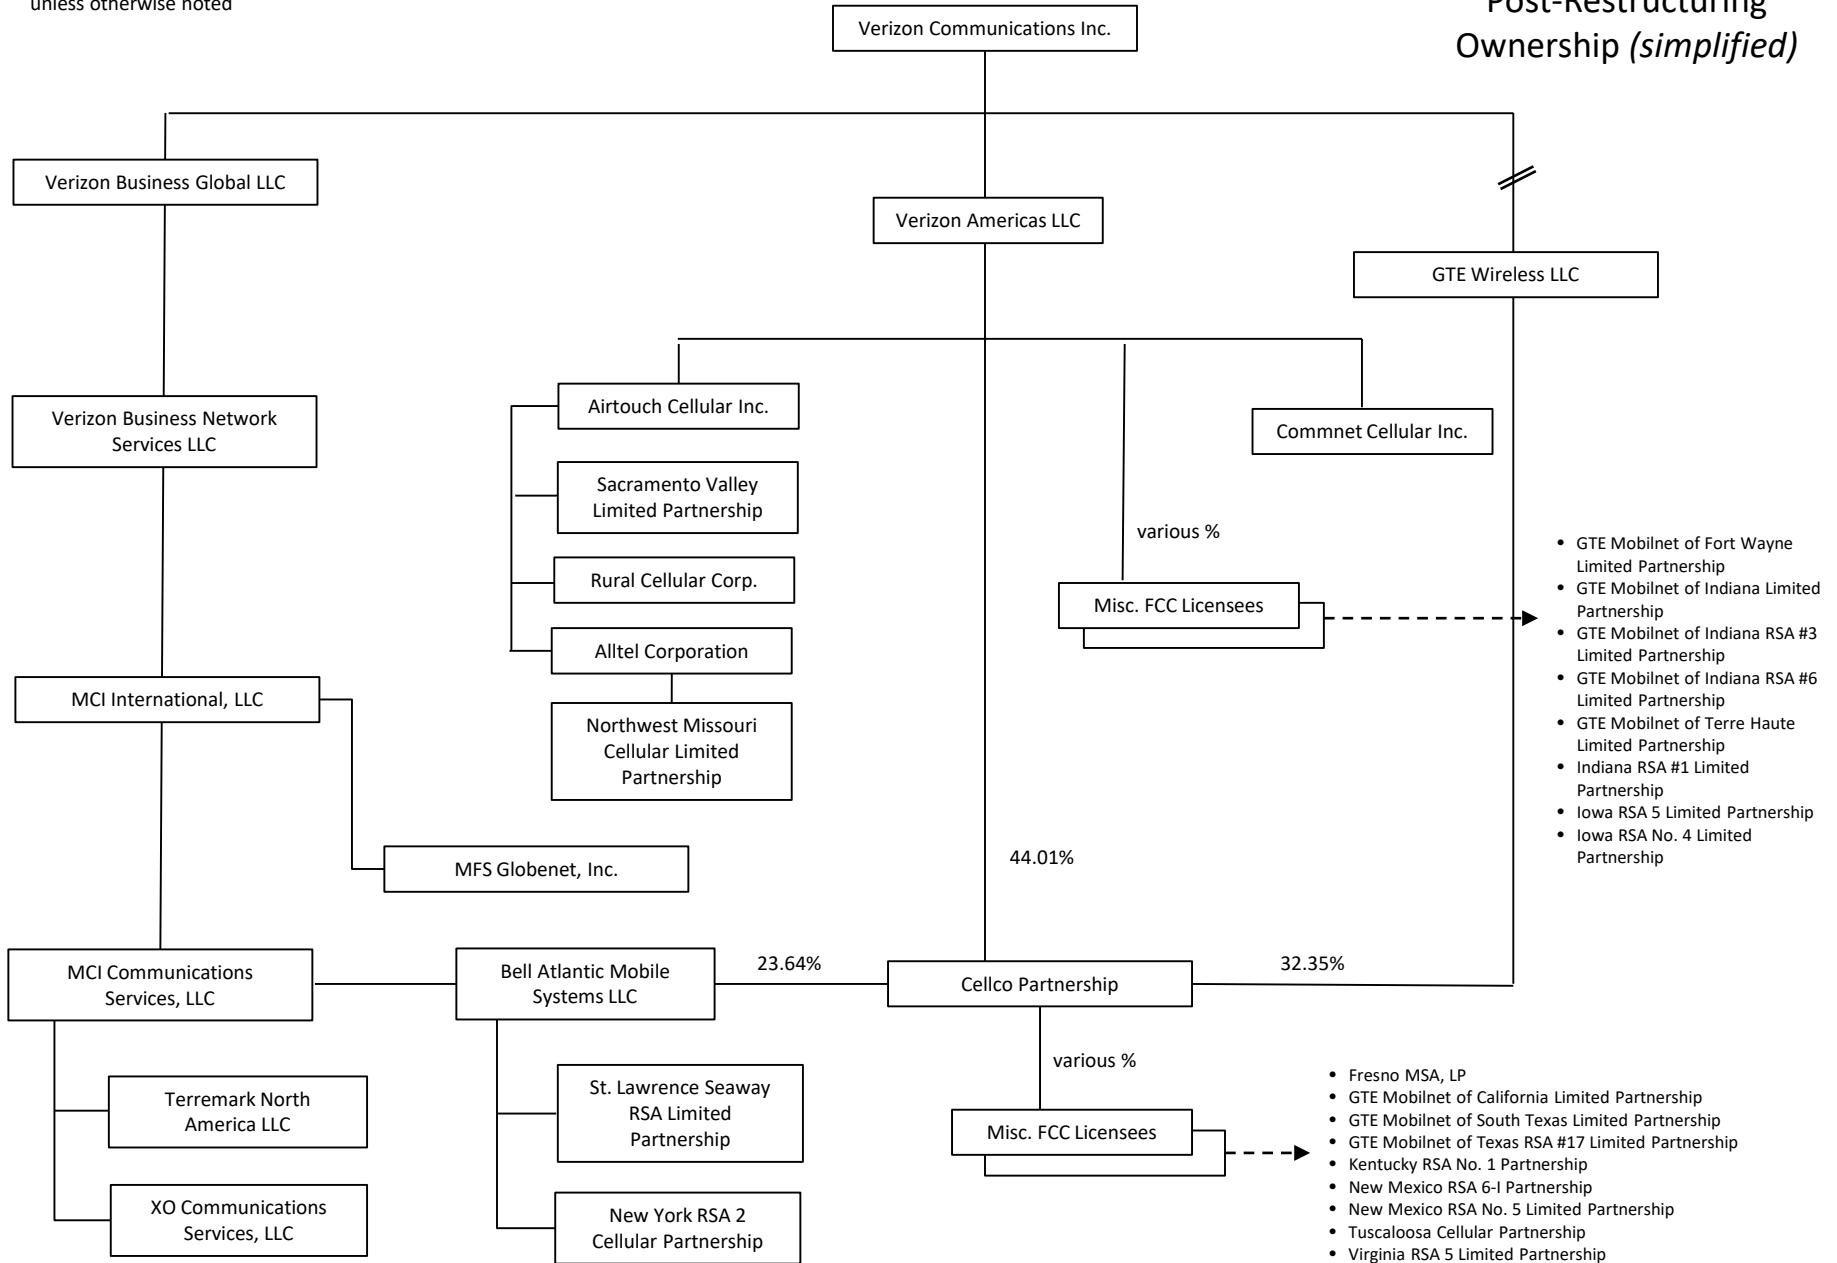 unless otherwise noted
Post-Restructuring
Ownership (simplified)
Verizon Communications Inc.
Verizon Business Global LLC
Verizon Americas LLC
GTE Wireless LLC
Airtouch Cellular Inc.
Verizon Business Network
Services LLC
Commnet Cellular Inc.
Sacramento Valley
Limited Partnership
various %
Rural Cellular Corp.
Misc. FCC Licensees
• GTE Mobilnet of Fort Wayne
Limited Partnership
• GTE Mobilnet of Indiana Limited
Partnership
• GTE Mobilnet of Indiana RSA #3
Limited Partnership
• GTE Mobilnet of Indiana RSA #6
Limited Partnership
• GTE Mobilnet of Terre Haute
Limited Partnership
• Indiana RSA #1 Limited
Partnership
• Iowa RSA 5 Limited Partnership
• Iowa RSA No. 4 Limited
Partnership
Alltel Corporation
MCI International, LLC
Northwest Missouri
Cellular Limited
Partnership
MFS Globenet, Inc.
44.01%
MCI Communications
Services, LLC
Bell Atlantic Mobile
Systems LLC
23.64%
Cellco Partnership
32.35%
various %
Terremark North
America LLC
St. Lawrence Seaway
RSA Limited
Partnership
Misc. FCC Licensees
• Fresno MSA, LP
• GTE Mobilnet of California Limited Partnership
• GTE Mobilnet of South Texas Limited Partnership
• GTE Mobilnet of Texas RSA #17 Limited Partnership
• Kentucky RSA No. 1 Partnership
• New Mexico RSA 6-I Partnership
• New Mexico RSA No. 5 Limited Partnership
• Tuscaloosa Cellular Partnership
• Virginia RSA 5 Limited Partnership
XO Communications
Services, LLC
New York RSA 2
Cellular Partnership